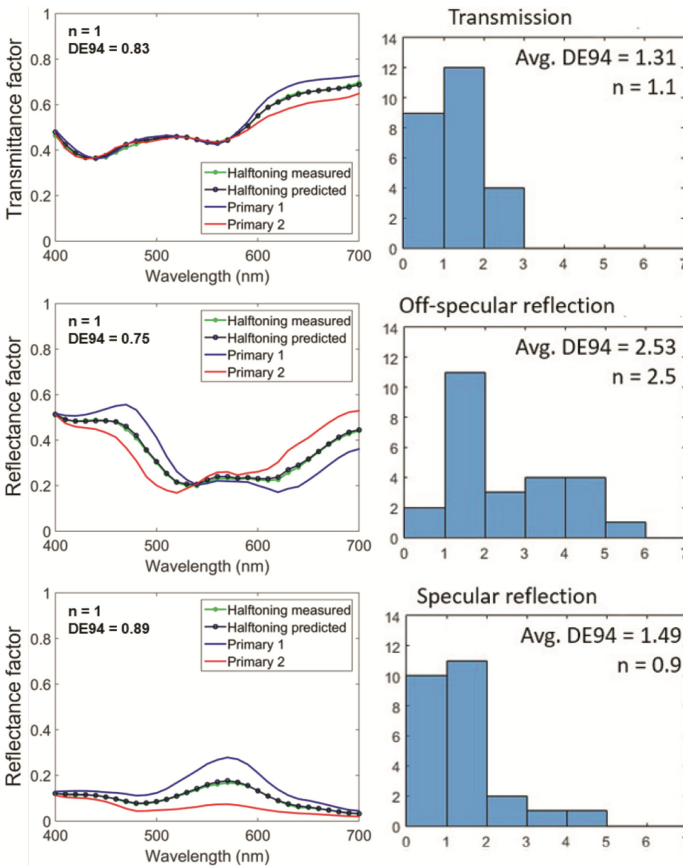 Transmission
n = 1
DE94 = 0.83
Transmittance factor
1
0.8
0.6
0.4
0.2
0
Halftoning measured
Halftoning predicted
Primary 1
Primary 2
400
500
600
700
Wavelength (nm)
Avg. DE94 = 1.31
n = 1.1
14
12
10
8
6
4
2
0
0 1 2 3 4 5 6 7
Off-specular reflection
n = 1
DE94 = 0.75
Reflectance factor
1
0.8
0.6
0.4
0.2
0
Halftoning measured
Halftoning predicted
Primary 1
Primary 2
400
500
600
700
Wavelength (nm)
Avg. DE94 = 2.53
n = 2.5
14
12
10
8
6
4
2
0
0 1 2 3 4 5 6 7
Specular reflection
n = 1
DE94 = 0.89
Reflectance factor
1
0.8
0.6
0.4
0.2
0
Halftoning measured
Halftoning predicted
Primary 1
Primary 2
400
500
600
700
Wavelength (nm)
Avg. DE94 = 1.49
n = 0.9
14
12
10
8
6
4
2
0
0 1 2 3 4 5 6 7